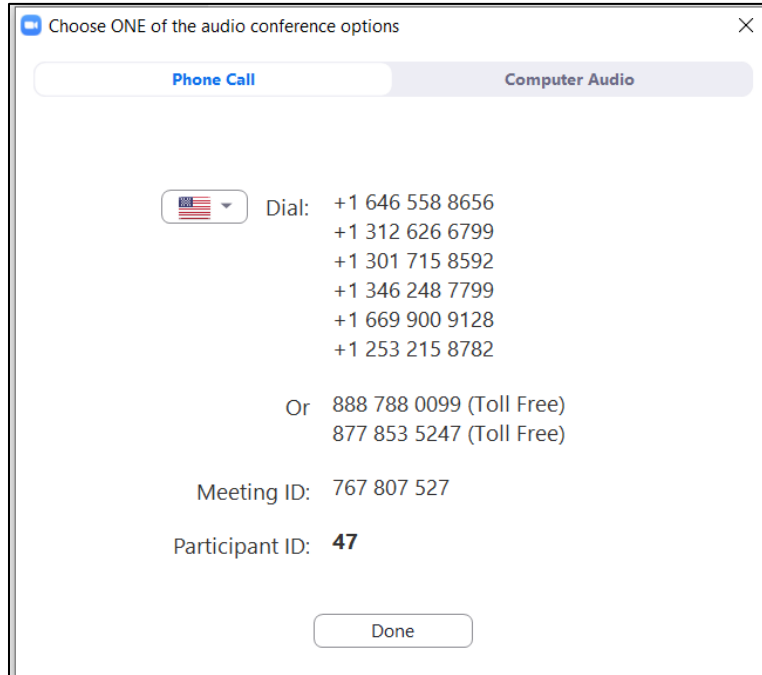 Choose ONE of the audio conference options
Phone Call Computer Audio
Dial: +1 646 558 8656
+1 312 626 6799
+1 301 715 8592
+1 346 248 7799
+1 669 900 9128
+1 253 215 8782
Or 888 788 0099 (Toll Free)
877 853 5247 (Toll Free)
Meeting ID: 767 807 527
Participant ID: 47
Done